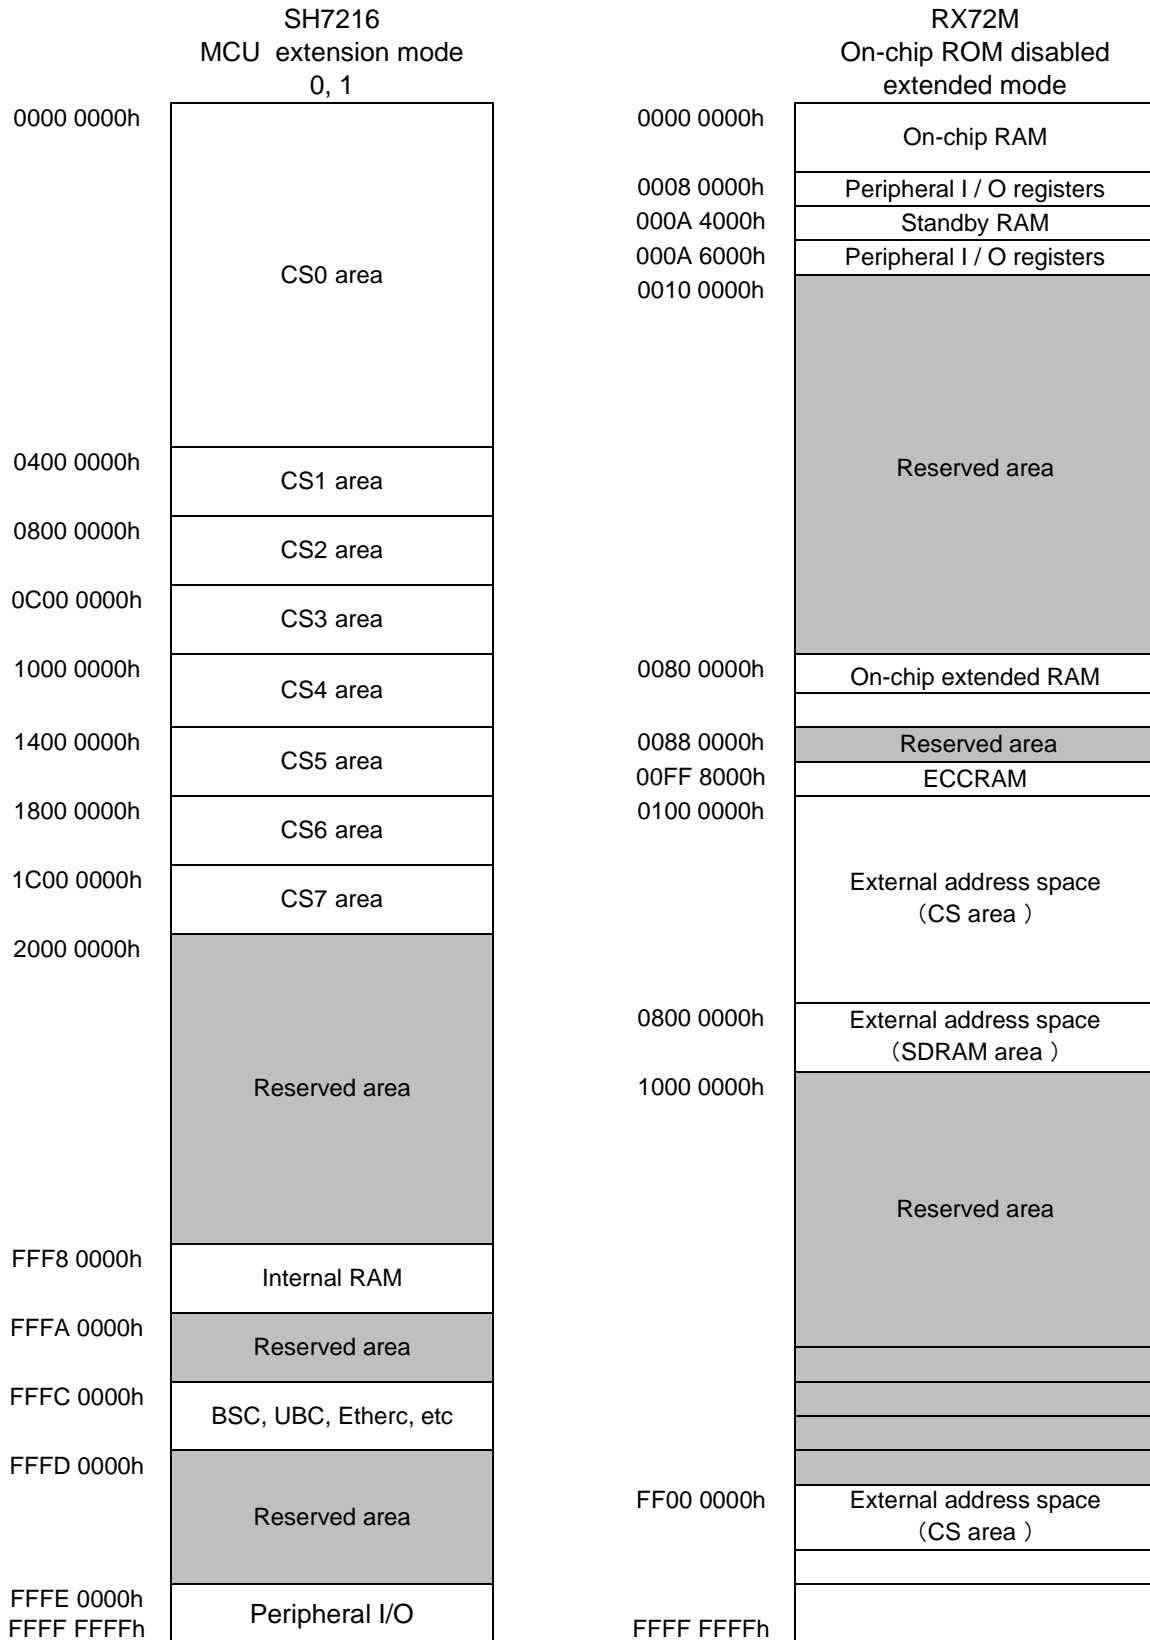 SH7216
MCU extension mode
0, 1
0000 0000h
CS0 area
0400 0000h
CS1 area
0800 0000h
CS2 area
0C00 0000h
CS3 area
1000 0000h
CS4 area
1400 0000h
CS5 area
1800 0000h
CS6 area
1C00 0000h
CS7 area
2000 0000h
Reserved area
FFF8 0000h
Internal RAM
FFFA 0000h
Reserved area
FFFC 0000h
BSC, UBC, Etherc, etc
FFFD 0000h
Reserved area
FFFE 0000h
Peripheral I/O
FFFF FFFFh
RX72M
On-chip ROM disabled
extended mode
0000 0000h
On-chip RAM
0008 0000h
Peripheral I / O registers
000A 4000h
Standby RAM
000A 6000h
Peripheral I / O registers
0010 0000h
Reserved area
0080 0000h
On-chip extended RAM
0088 0000h
Reserved area
00FF 8000h
ECCRAM
0100 0000h
External address space
（CS area ）
0800 0000h
External address space
（SDRAM area ）
1000 0000h
Reserved area
FF00 0000h
External address space
（CS area ）
FFFF FFFFh